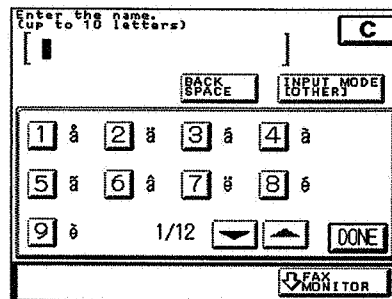 Enter the name.
(up to 10 letters)
C
[ ]
BACK SPACE
INPUT MODE [OTHER]
1 å 2 ä 3 á 4 à
5 ã 6 â 7 ë 8 é
9 è 1/12 DONE
FAX MONITOR